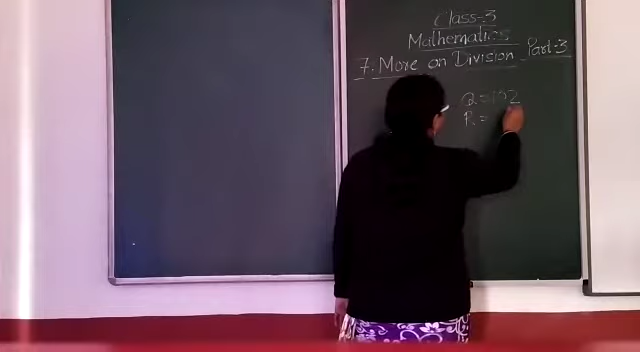 Class-3
Mathematics
7. More on Division Part-3
Q = 192
R =